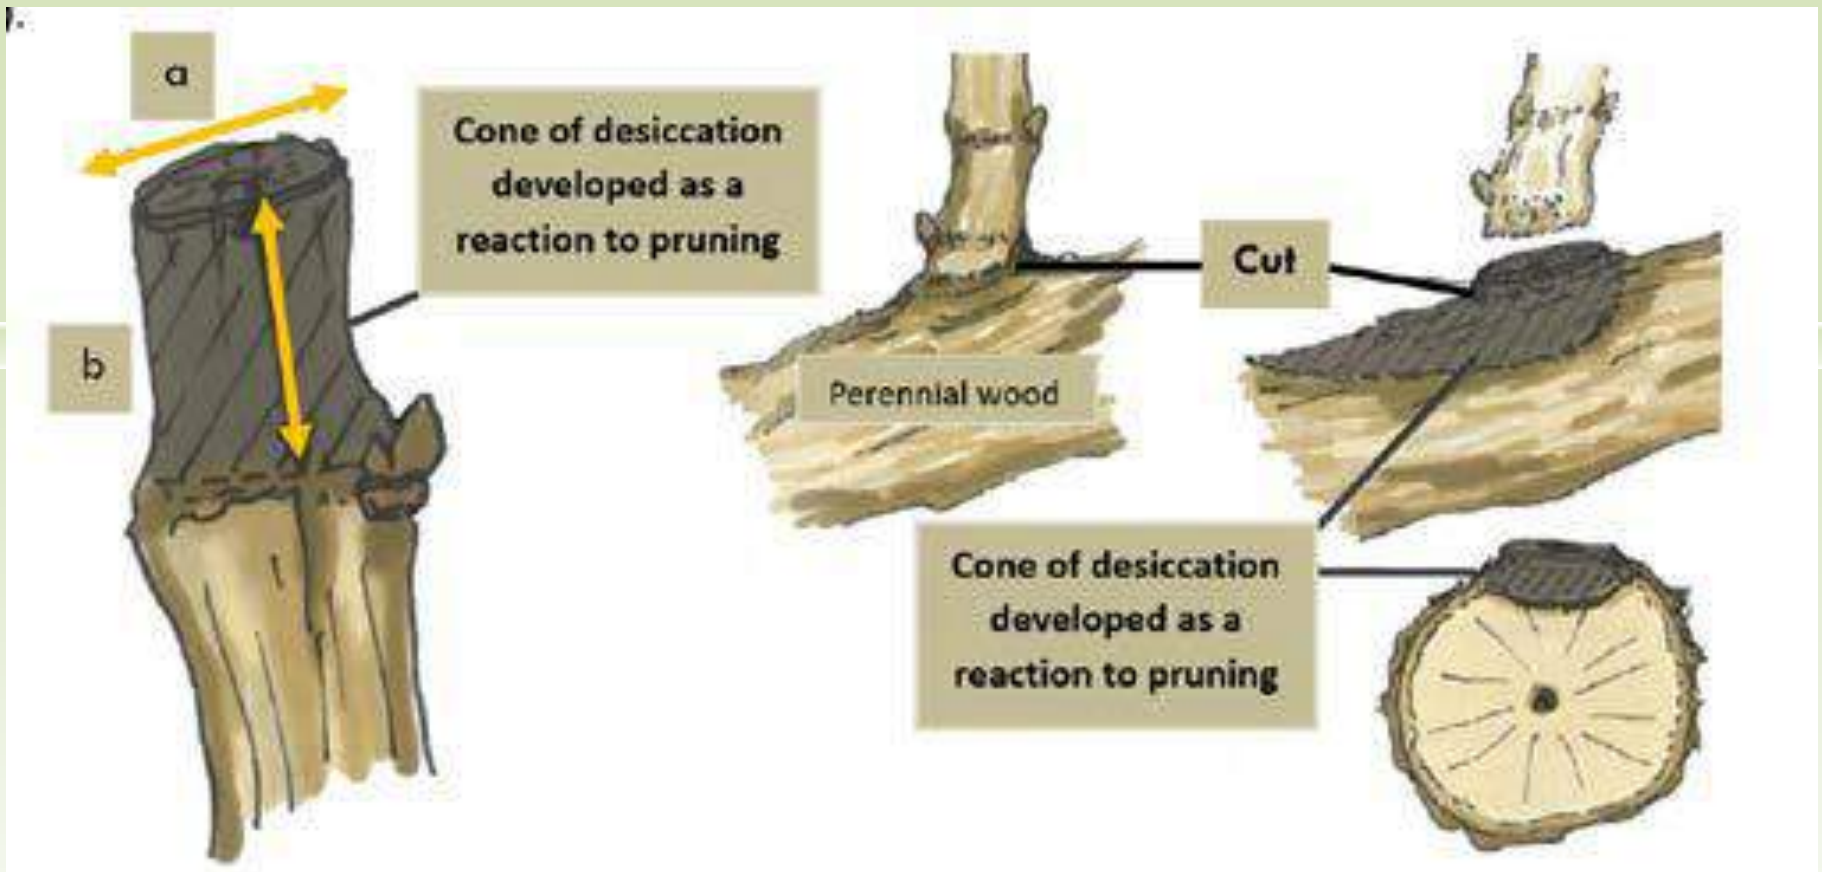 a
Cone of desiccation
developed as a
reaction to pruning
Cut
b
Perennial wood
Cone of desiccation
developed as a
reaction to pruning